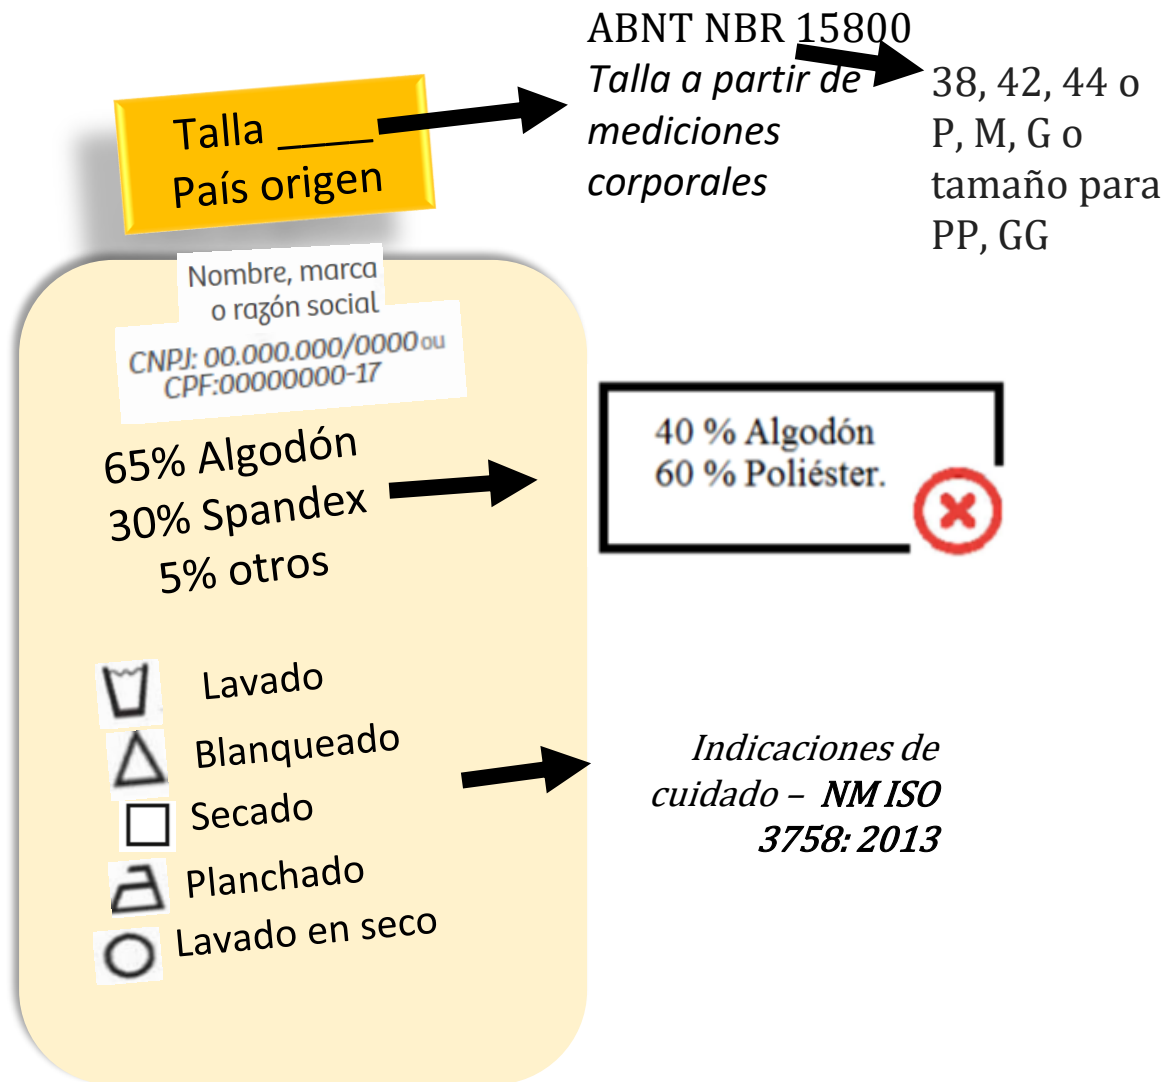 ABNT NBR 15800
Talla a partir de
mediciones
corporales
38, 42, 44 o
P, M, G o
tamaño para
PP, GG
Talla _____
País origen
Nombre, marca
o razón social
CNPJ: 00.000.000/0000 ou
CPF:00000000-17
65% Algodón
30% Spandex
5% otros
40 % Algodón
60 % Poliéster.
Lavado
Blanqueado
Secado
Planchado
Lavado en seco
Indicaciones de
cuidado – NM ISO
3758: 2013